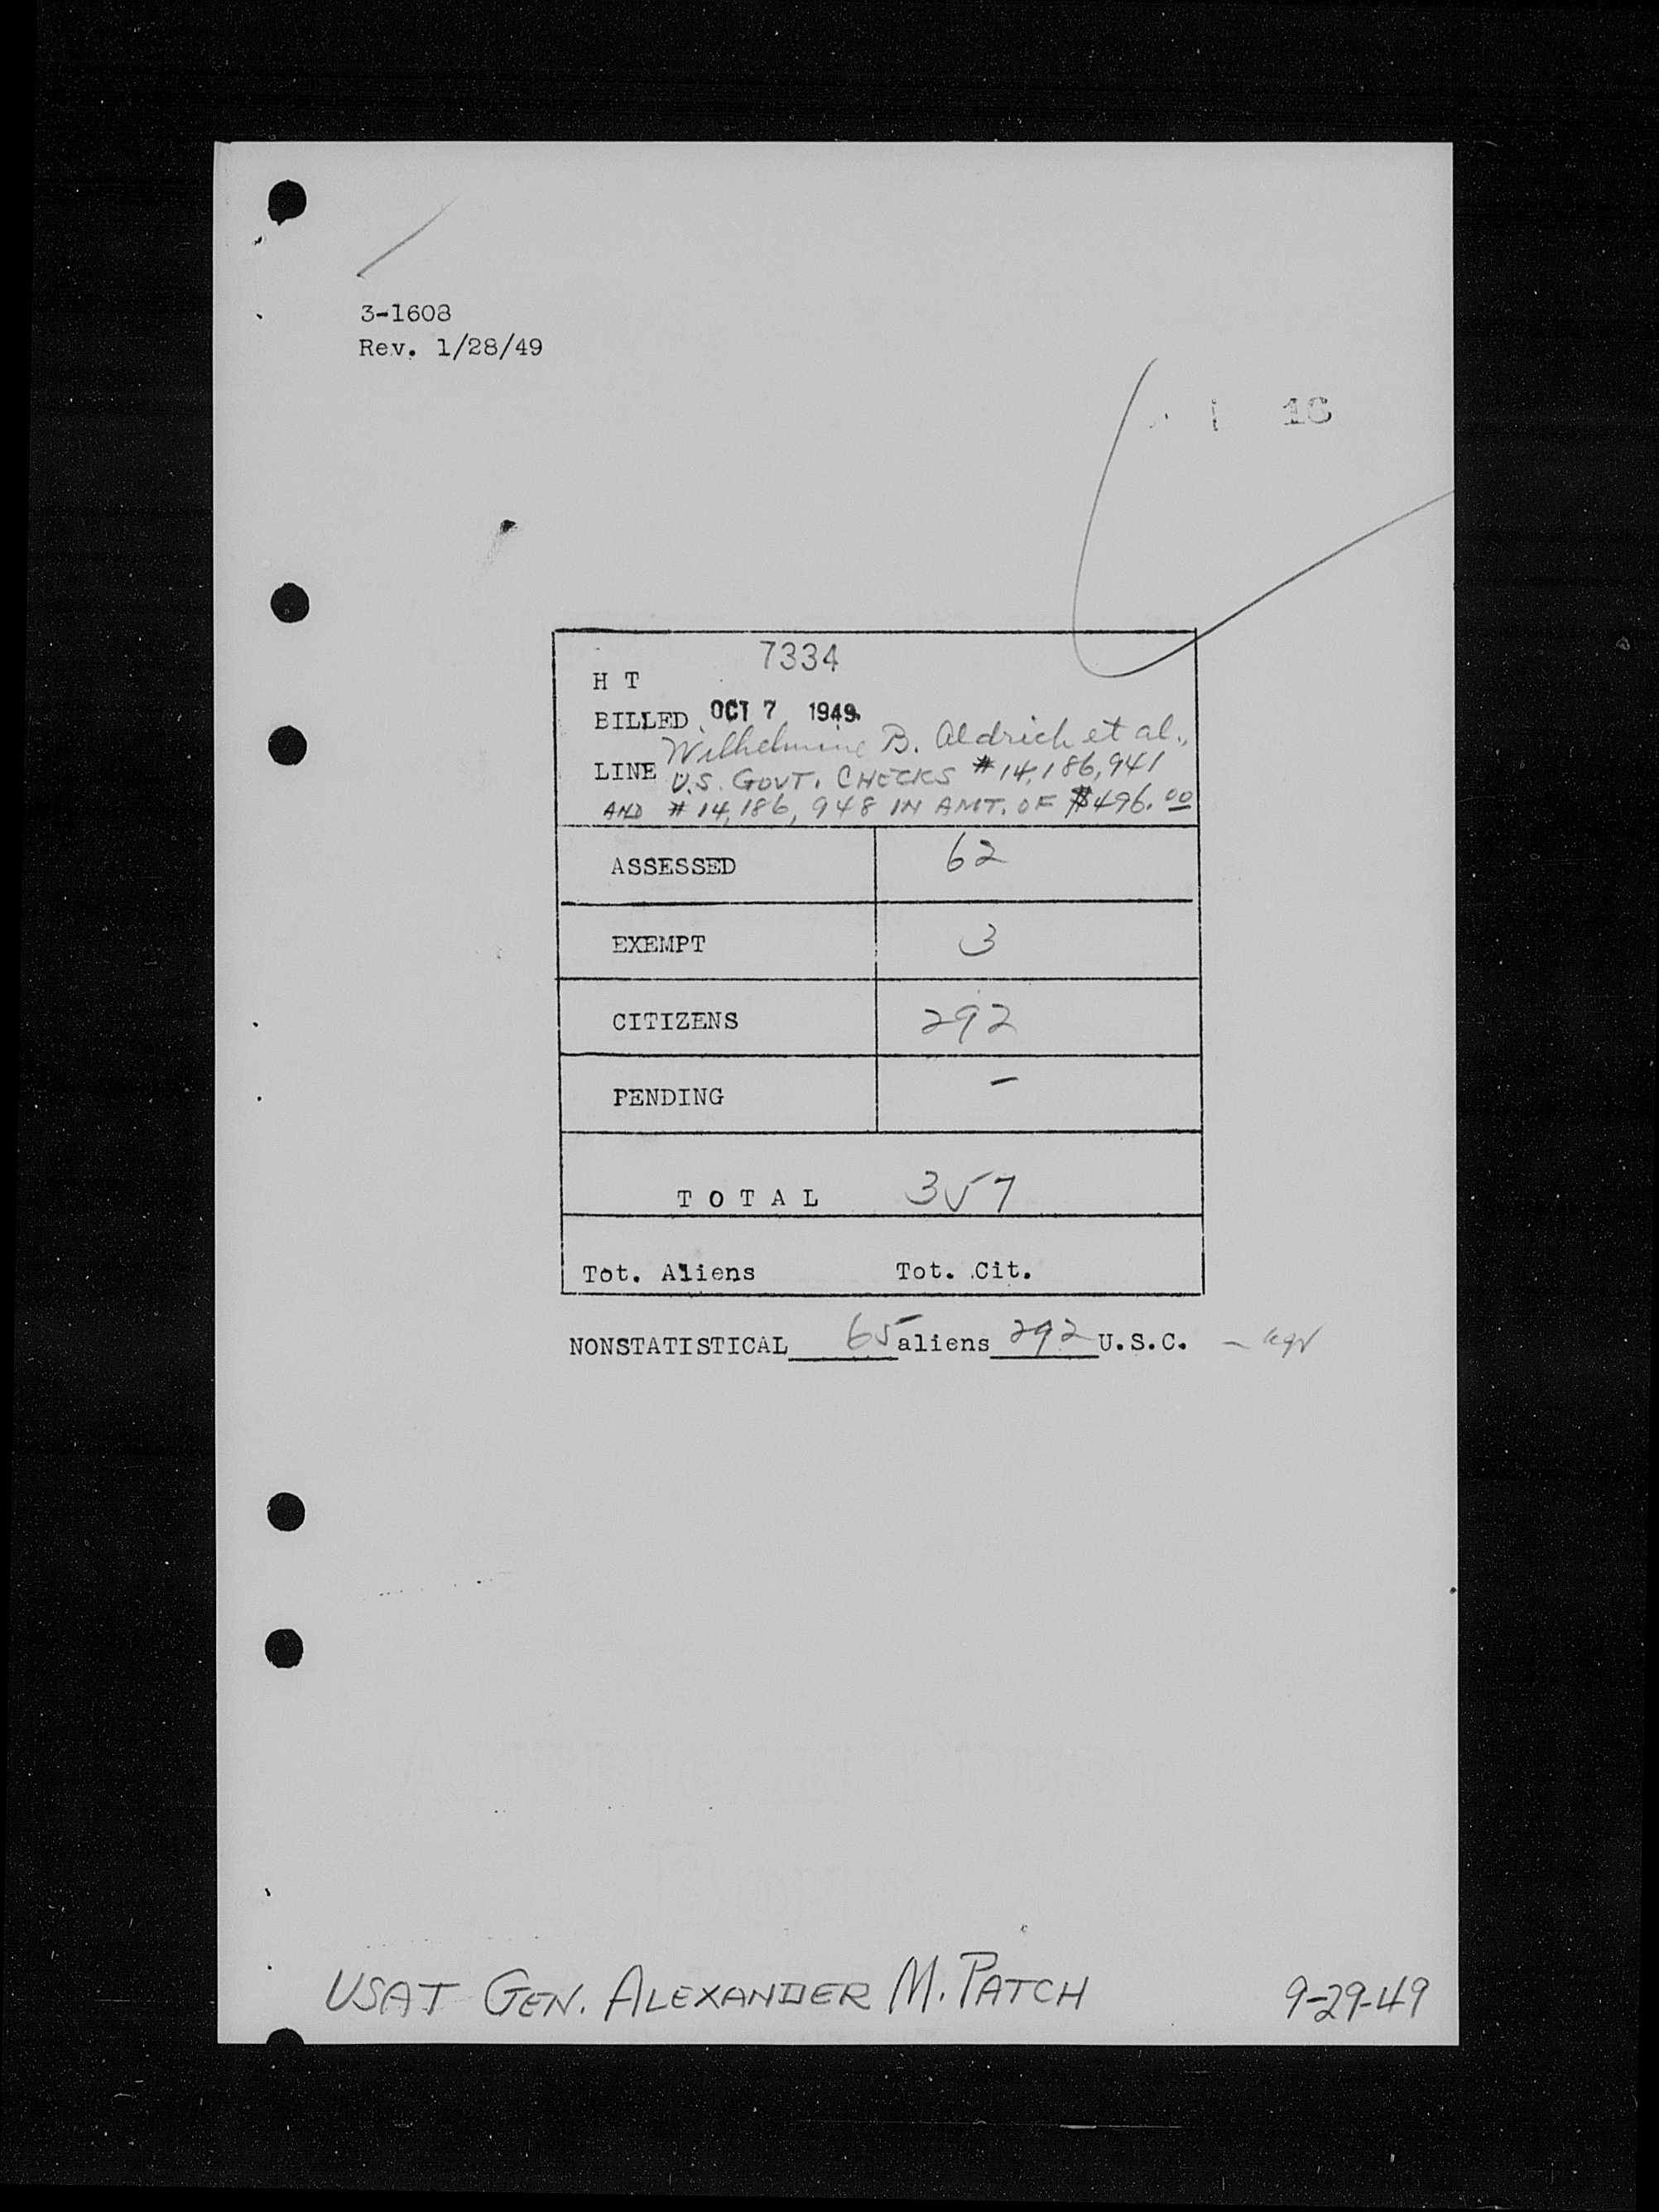 3-1608
Rev. 1/28/49
16
7334
H T
BILLED OCT 7 1949
Wilhelmine B. Aldrich et al.,
LINE U.S. GOVT. CHECKS #14,186,941
AND #14,186,948 IN AMT. OF $496.00
ASSESSED 62
EXEMPT 3
CITIZENS 292
PENDING -
TOTAL 357
Tot. Aliens Tot. Cit.
NONSTATISTICAL 65 aliens 292 U.S.C. -
USAT GEN. ALEXANDER M. PATCH 9-29-49